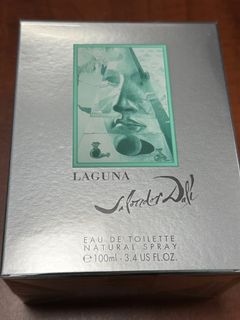 LAGUNA
Salvador Dalí
EAU DE TOILETTE
NATURAL SPRAY
℮100ml - 3.4 US FL.OZ.